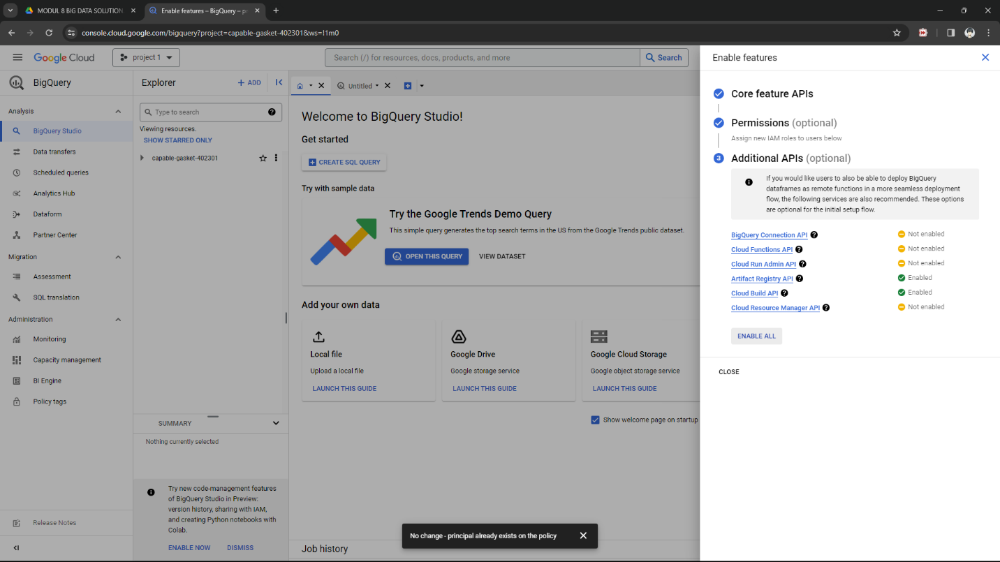 MODUL 8 BIG DATA SOLUTION
Enable features – BigQuery – pr
console.cloud.google.com/bigquery?project=capable-gasket-402301&ws=!1m0
Google Cloud
project 1
Search (/) for resources, docs, products, and more
Search
BigQuery
Analysis
BigQuery Studio
Data transfers
Scheduled queries
Analytics Hub
Dataform
Partner Center
Migration
Assessment
SQL translation
Administration
Monitoring
Capacity management
BI Engine
Policy tags
Release Notes
Explorer
ADD
Type to search
Viewing resources.
SHOW STARRED ONLY
capable-gasket-402301
SUMMARY
Nothing currently selected
Try new code-management features
of BigQuery Studio in Preview:
version history, sharing with IAM,
and creating Python notebooks with
Colab.
ENABLE NOW DISMISS
Untitled
Welcome to BigQuery Studio!
Get started
CREATE SQL QUERY
Try with sample data
Try the Google Trends Demo Query
This simple query generates the top search terms in the US from the Google Trends public dataset.
OPEN THIS QUERY VIEW DATASET
Add your own data
Local file
Upload a local file
LAUNCH THIS GUIDE
Google Drive
Google storage service
LAUNCH THIS GUIDE
Google Cloud Storage
Google object storage service
LAUNCH THIS GUIDE
Show welcome page on startup
Job history
No change - principal already exists on the policy
Enable features
Core feature APIs
Permissions (optional)
Assign new IAM roles to users below
3 Additional APIs (optional)
If you would like users to also be able to deploy BigQuery
dataframes as remote functions in a more seamless deployment
flow, the following services are also recommended. These options
are optional for the initial setup flow.
BigQuery Connection API Not enabled
Cloud Functions API Not enabled
Cloud Run Admin API Not enabled
Artifact Registry API Enabled
Cloud Build API Enabled
Cloud Resource Manager API Not enabled
ENABLE ALL
CLOSE